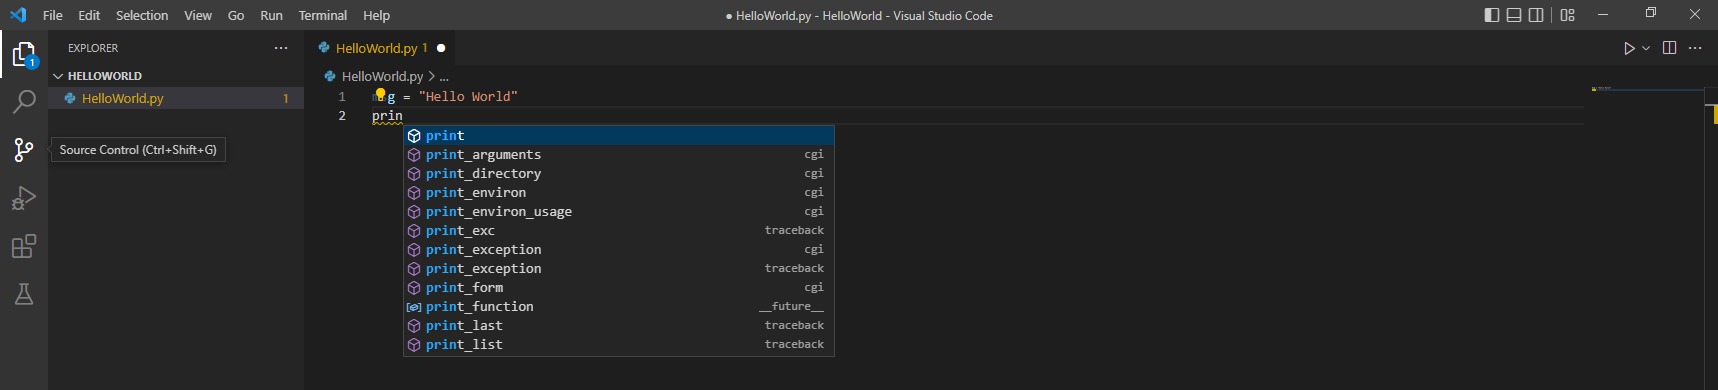 File Edit Selection View Go Run Terminal Help
● HelloWorld.py - HelloWorld - Visual Studio Code
1
EXPLORER ...
HELLOWORLD
HelloWorld.py 1
Source Control (Ctrl+Shift+G)
HelloWorld.py 1 ●
HelloWorld.py > ...
1 g = "Hello World"
2 prin
print
print_arguments cgi
print_directory cgi
print_environ cgi
print_environ_usage cgi
print_exc traceback
print_exception cgi
print_exception traceback
print_form cgi
print_function __future__
print_last traceback
print_list traceback